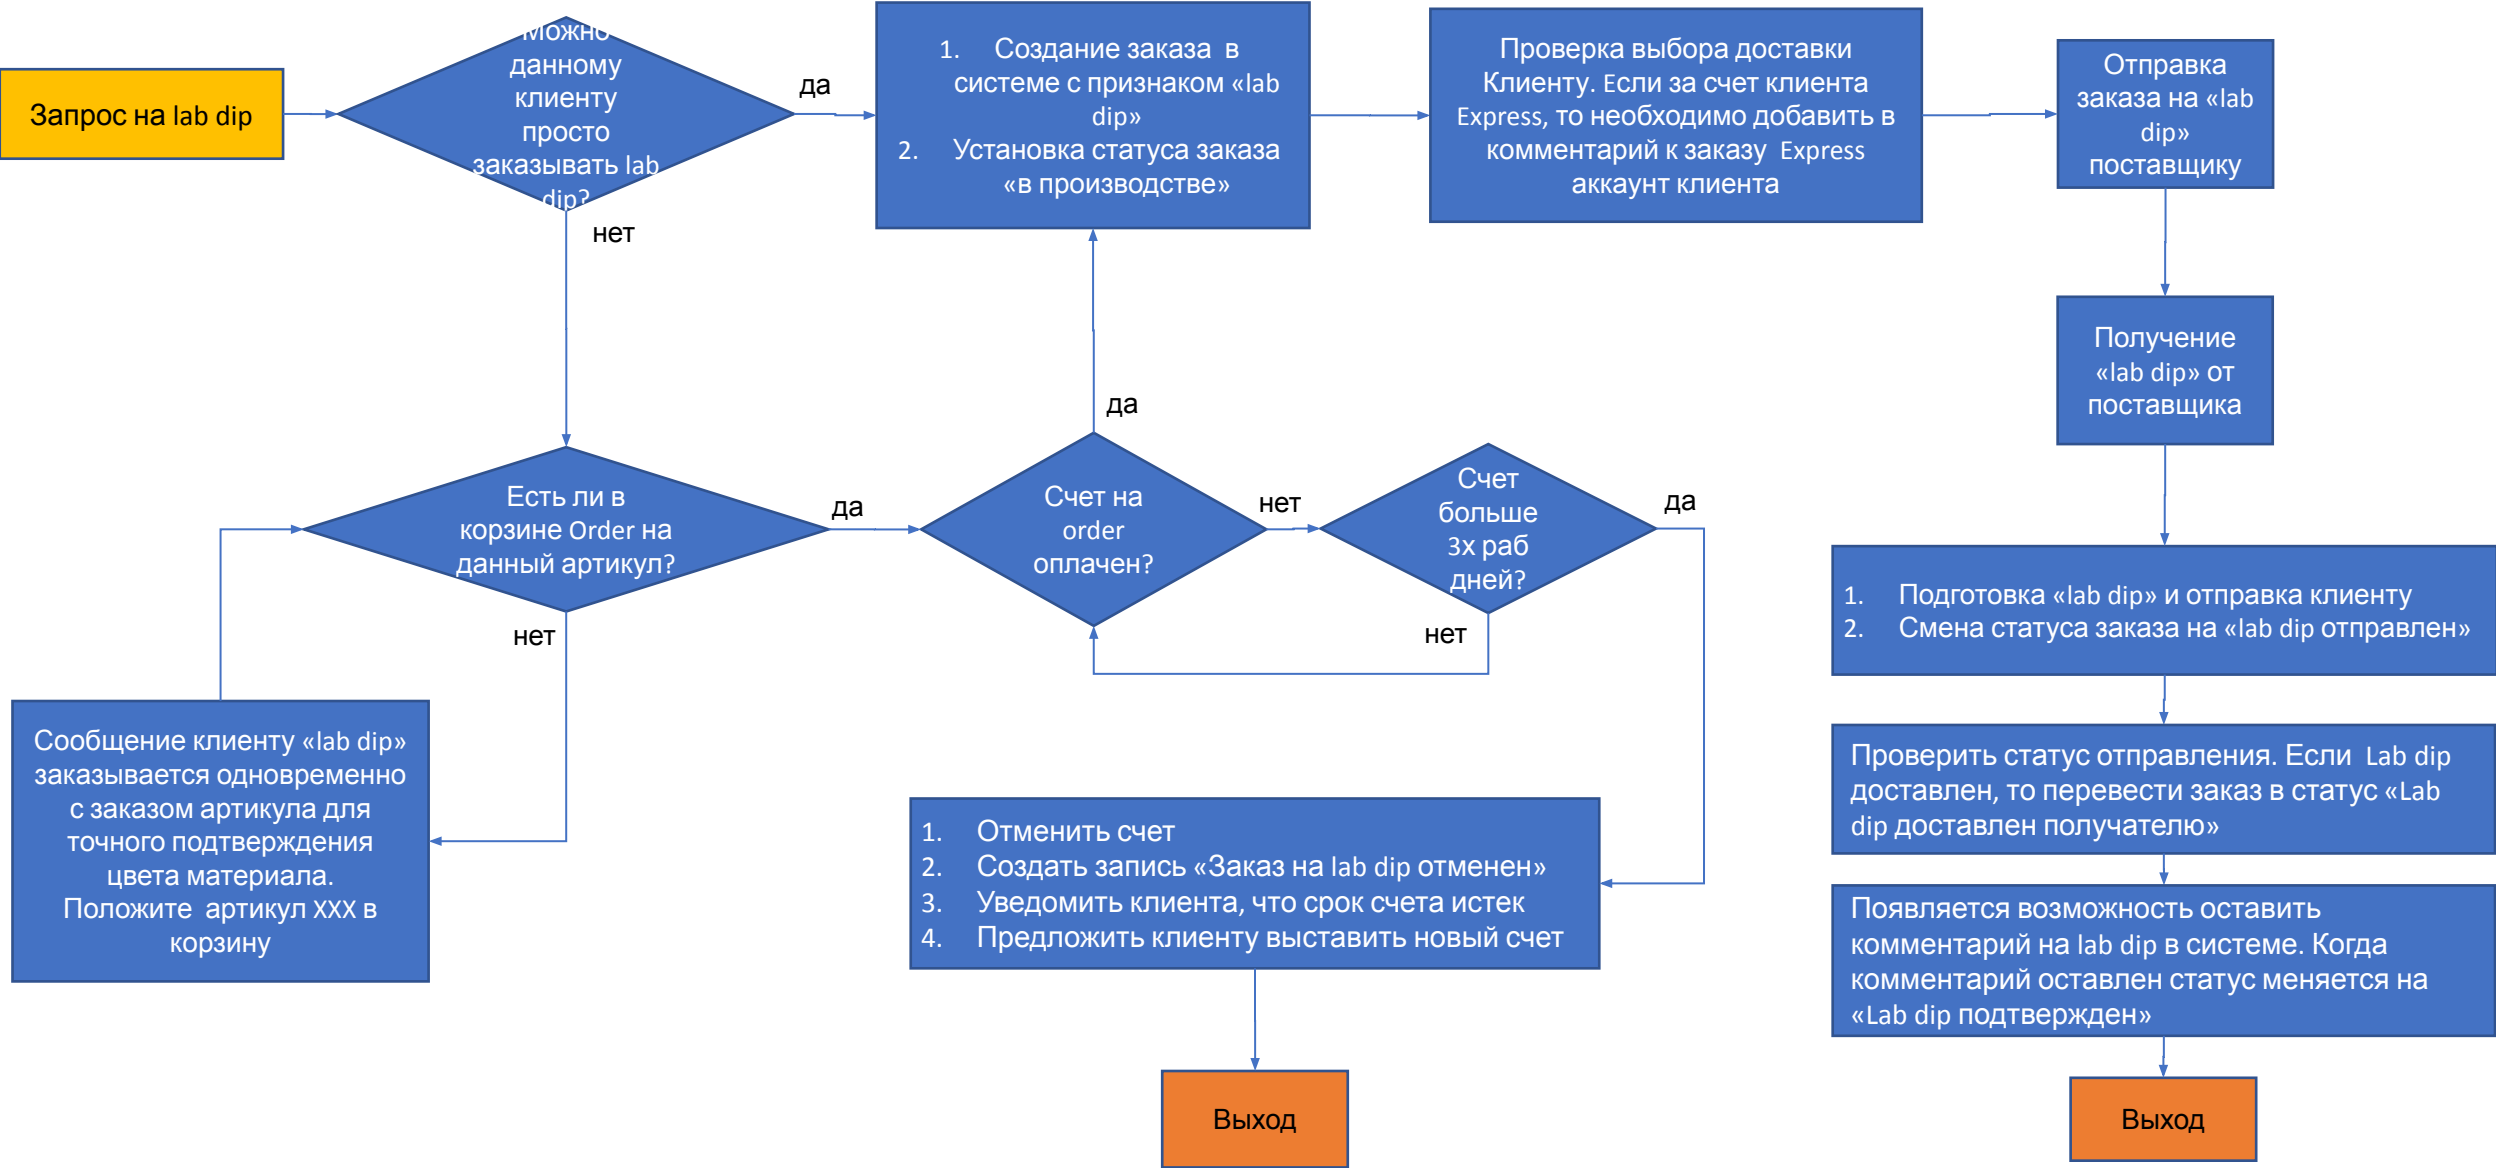 Запрос на lab dip
Можно
данному
клиенту
просто
заказывать lab
dip?
да
нет
1. Создание заказа в
системе с признаком «lab
dip»
2. Установка статуса заказа
«в производстве»
Проверка выбора доставки
Клиенту. Если за счет клиента
Express, то необходимо добавить в
комментарий к заказу Express
аккаунт клиента
Отправка
заказа на «lab
dip»
поставщику
Получение
«lab dip» от
поставщика
Есть ли в
корзине Order на
данный артикул?
да
нет
Счет на
order
оплачен?
да
нет
Счет
больше
3х раб
дней?
да
нет
Сообщение клиенту «lab dip»
заказывается одновременно
с заказом артикула для
точного подтверждения
цвета материала.
Положите артикул XXX в
корзину
1. Отменить счет
2. Создать запись «Заказ на lab dip отменен»
3. Уведомить клиента, что срок счета истек
4. Предложить клиенту выставить новый счет
Выход
1. Подготовка «lab dip» и отправка клиенту
2. Смена статуса заказа на «lab dip отправлен»
Проверить статус отправления. Если Lab dip
доставлен, то перевести заказ в статус «Lab
dip доставлен получателю»
Появляется возможность оставить
комментарий на lab dip в системе. Когда
комментарий оставлен статус меняется на
«Lab dip подтвержден»
Выход